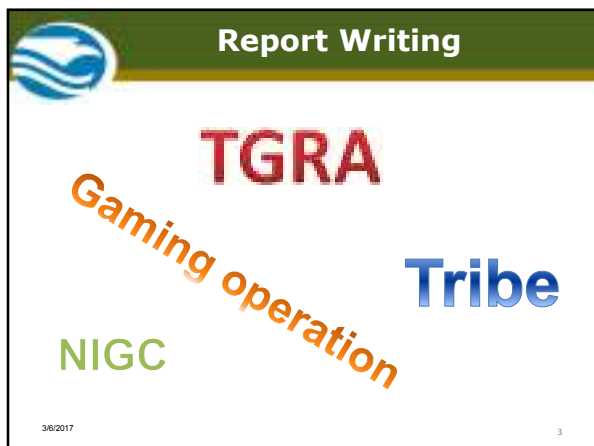 Report Writing
TGRA
Gaming operation
Tribe
NIGC
3/6/2017
3